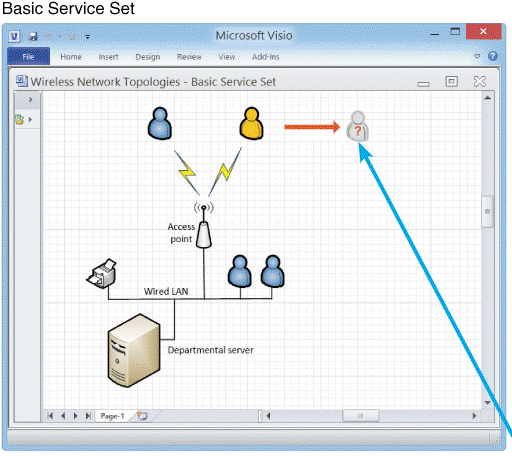 Basic Service Set
Microsoft Visio
File Home Insert Design Review View Add-Ins
Wireless Network Topologies - Basic Service Set
?
Access
point
Wired LAN
Departmental server
Page-1